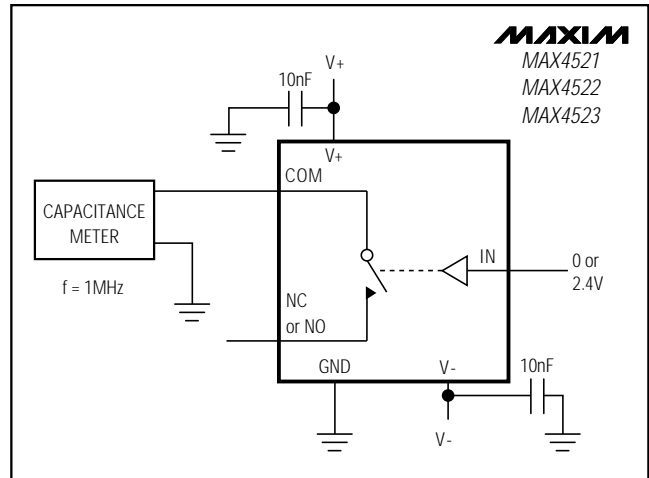 MAXIM
MAX4521
MAX4522
MAX4523
V+
10nF
V+
COM
CAPACITANCE
METER
f = 1MHz
IN
0 or
2.4V
NC
or NO
GND
V-
10nF
V-